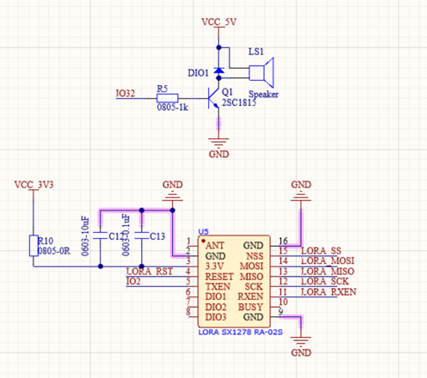 VCC_5V
LS1
DIO1
Speaker
Q1
2SC1815
IO32
R5
0805-1k
GND
VCC_3V3
GND
GND
R10
0805-0R
0603-10uF
C12
0603-0.1uF
C13
U5
1 ANT GND 16
2 GND NSS 15 LORA_SS
3 3.3V MOSI 14 LORA_MOSI
LORA_RST 4 RESET MISO 13 LORA_MISO
IO2 5 TXEN SCK 12 LORA_SCK
6 DIO1 RXEN 11 LORA_RXEN
7 DIO2 BUSY 10
8 DIO3 GND 9
LORA SX1278 RA-02S
GND